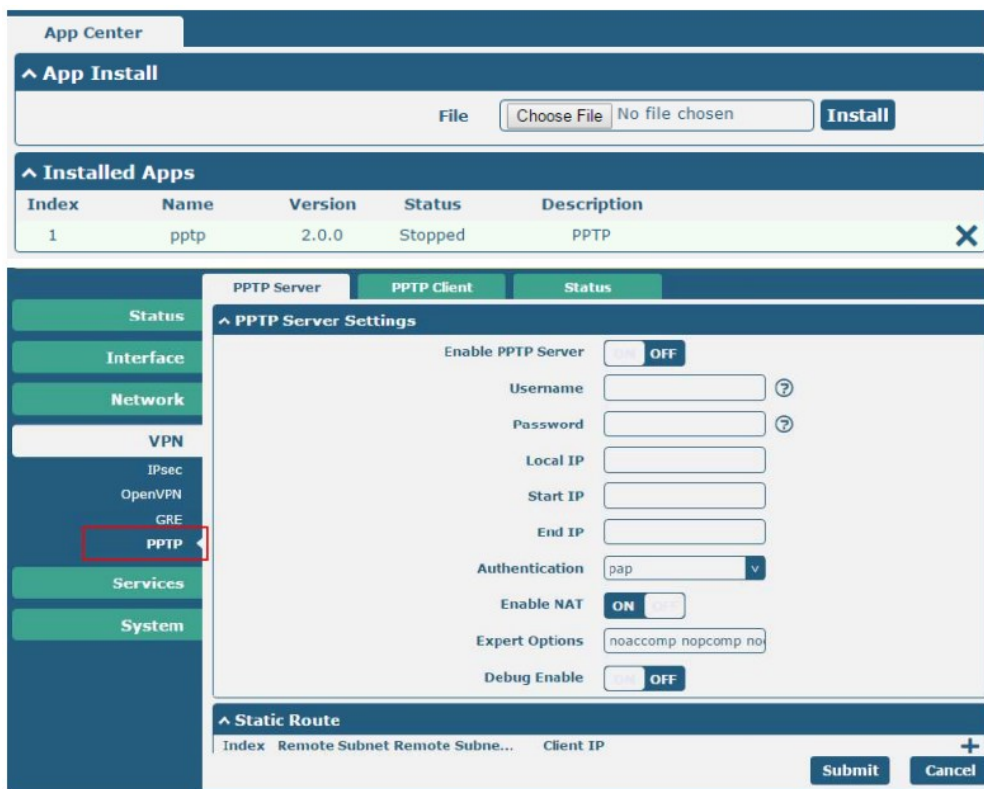 App Center
App Install
File Choose File No file chosen Install
Installed Apps
Index Name Version Status Description
1 pptp 2.0.0 Stopped PPTP
PPTP Server PPTP Client Status
Status
Interface
Network
VPN
IPsec
OpenVPN
GRE
PPTP
Services
System
PPTP Server Settings
Enable PPTP Server ON OFF
Username
Password
Local IP
Start IP
End IP
Authentication pap
Enable NAT ON OFF
Expert Options noaccomp nopcomp
Debug Enable ON OFF
Static Route
Index Remote Subnet Remote Subne... Client IP
Submit Cancel